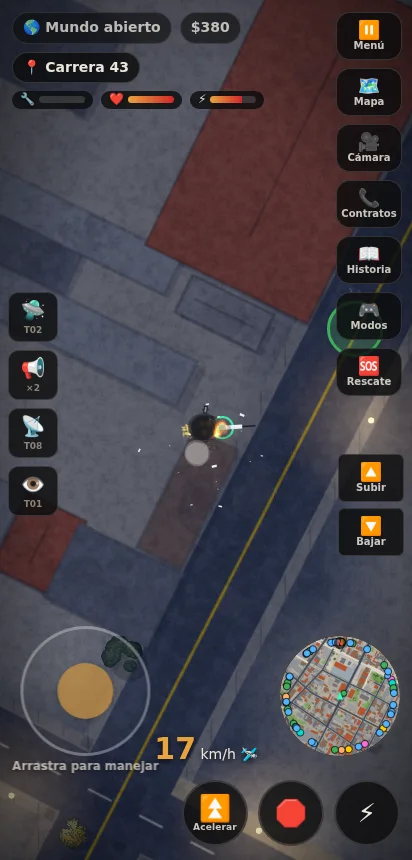 Mundo abierto
$380
Carrera 43
Menú
Mapa
Cámara
Contratos
Historia
Modos
SOS
Rescate
T02
×2
T08
T01
Subir
Bajar
N
17 km/h
Arrastra para manejar
Acelerar